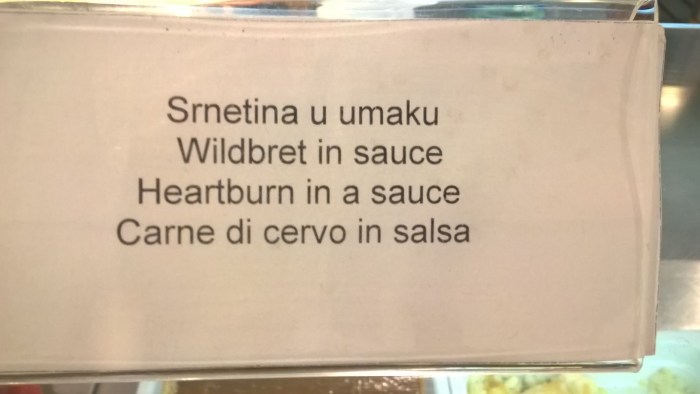 Srnetina u umaku
Wildbret in sauce
Heartburn in a sauce
Carne di cervo in salsa